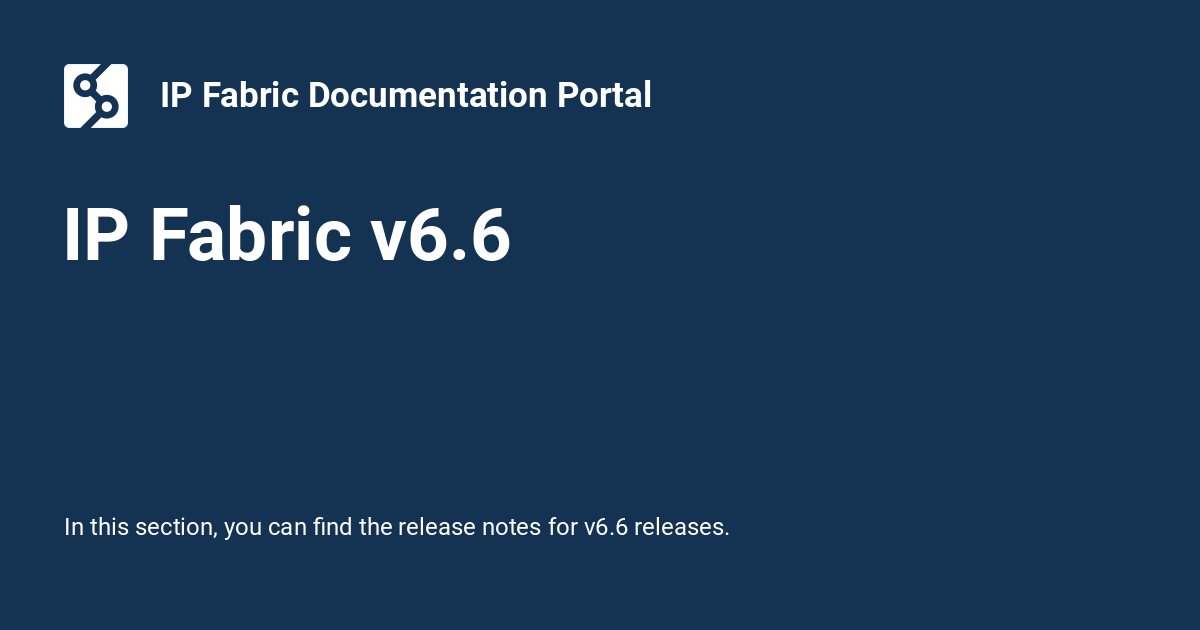 IP Fabric Documentation Portal
IP Fabric v6.6
In this section, you can find the release notes for v6.6 releases.